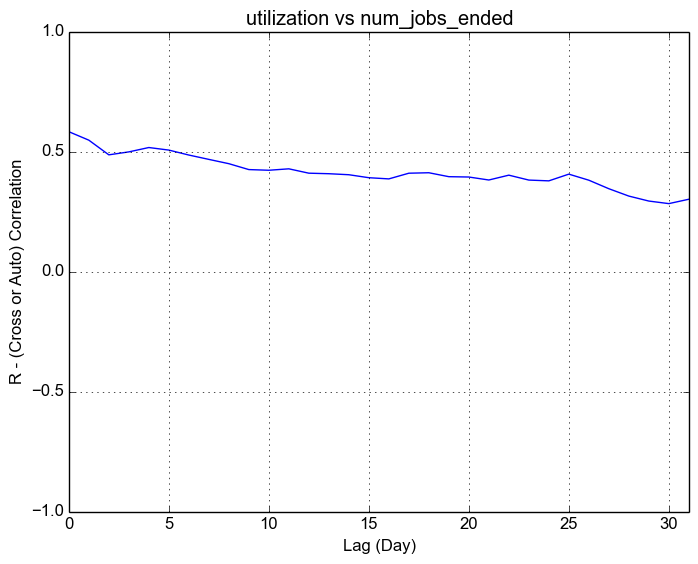 utilization vs num_jobs_ended
1.0
0.5
0.0
−0.5
−1.0
R - (Cross or Auto) Correlation
0 5 10 15 20 25 30
Lag (Day)